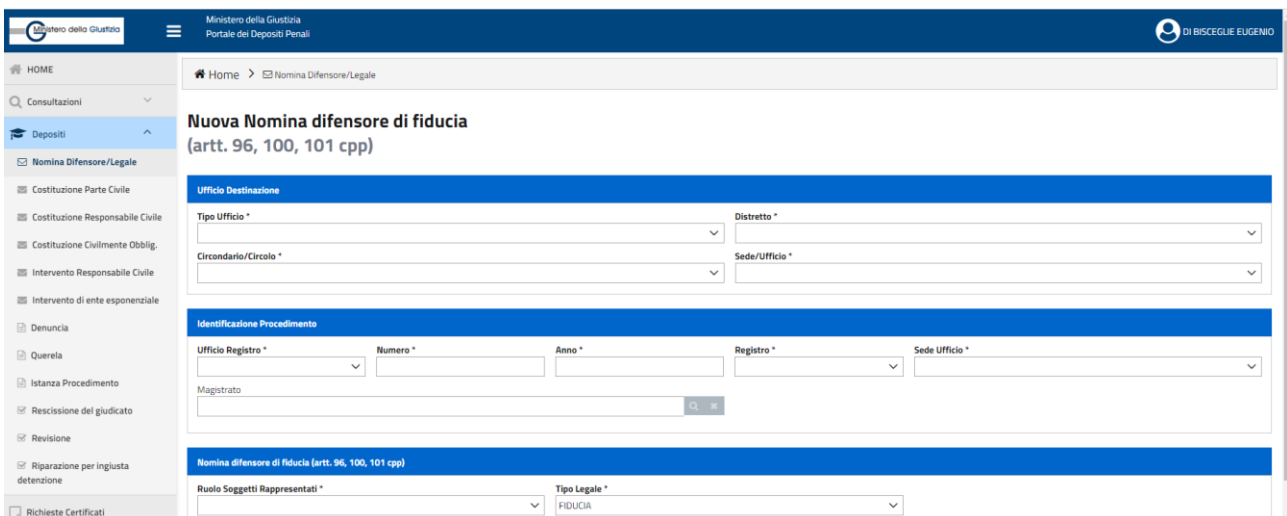 Ministero della Giustizia
Ministero della Giustizia
Portale dei Depositi Penali
DI BISCEGLIE EUGENIO
HOME
Consultazioni
Depositi
Nomina Difensore/Legale
Costituzione Parte Civile
Costituzione Responsabile Civile
Costituzione Civilmente Obblig.
Intervento Responsabile Civile
Intervento di ente esponenziale
Denuncia
Querela
Istanza Procedimento
Rescissione del giudicato
Revisione
Riparazione per ingiusta
detenzione
Richieste Certificati
Home > Nomina Difensore/Legale
Nuova Nomina difensore di fiducia
(artt. 96, 100, 101 cpp)
Ufficio Destinazione
Tipo Ufficio * Distretto *
Circondario/Circolo * Sede/Ufficio *
Identificazione Procedimento
Ufficio Registro * Numero * Anno * Registro * Sede Ufficio *
Magistrato
Nomina difensore di fiducia (artt. 96, 100, 101 cpp)
Ruolo Soggetti Rappresentati * Tipo Legale *
FIDUCIA